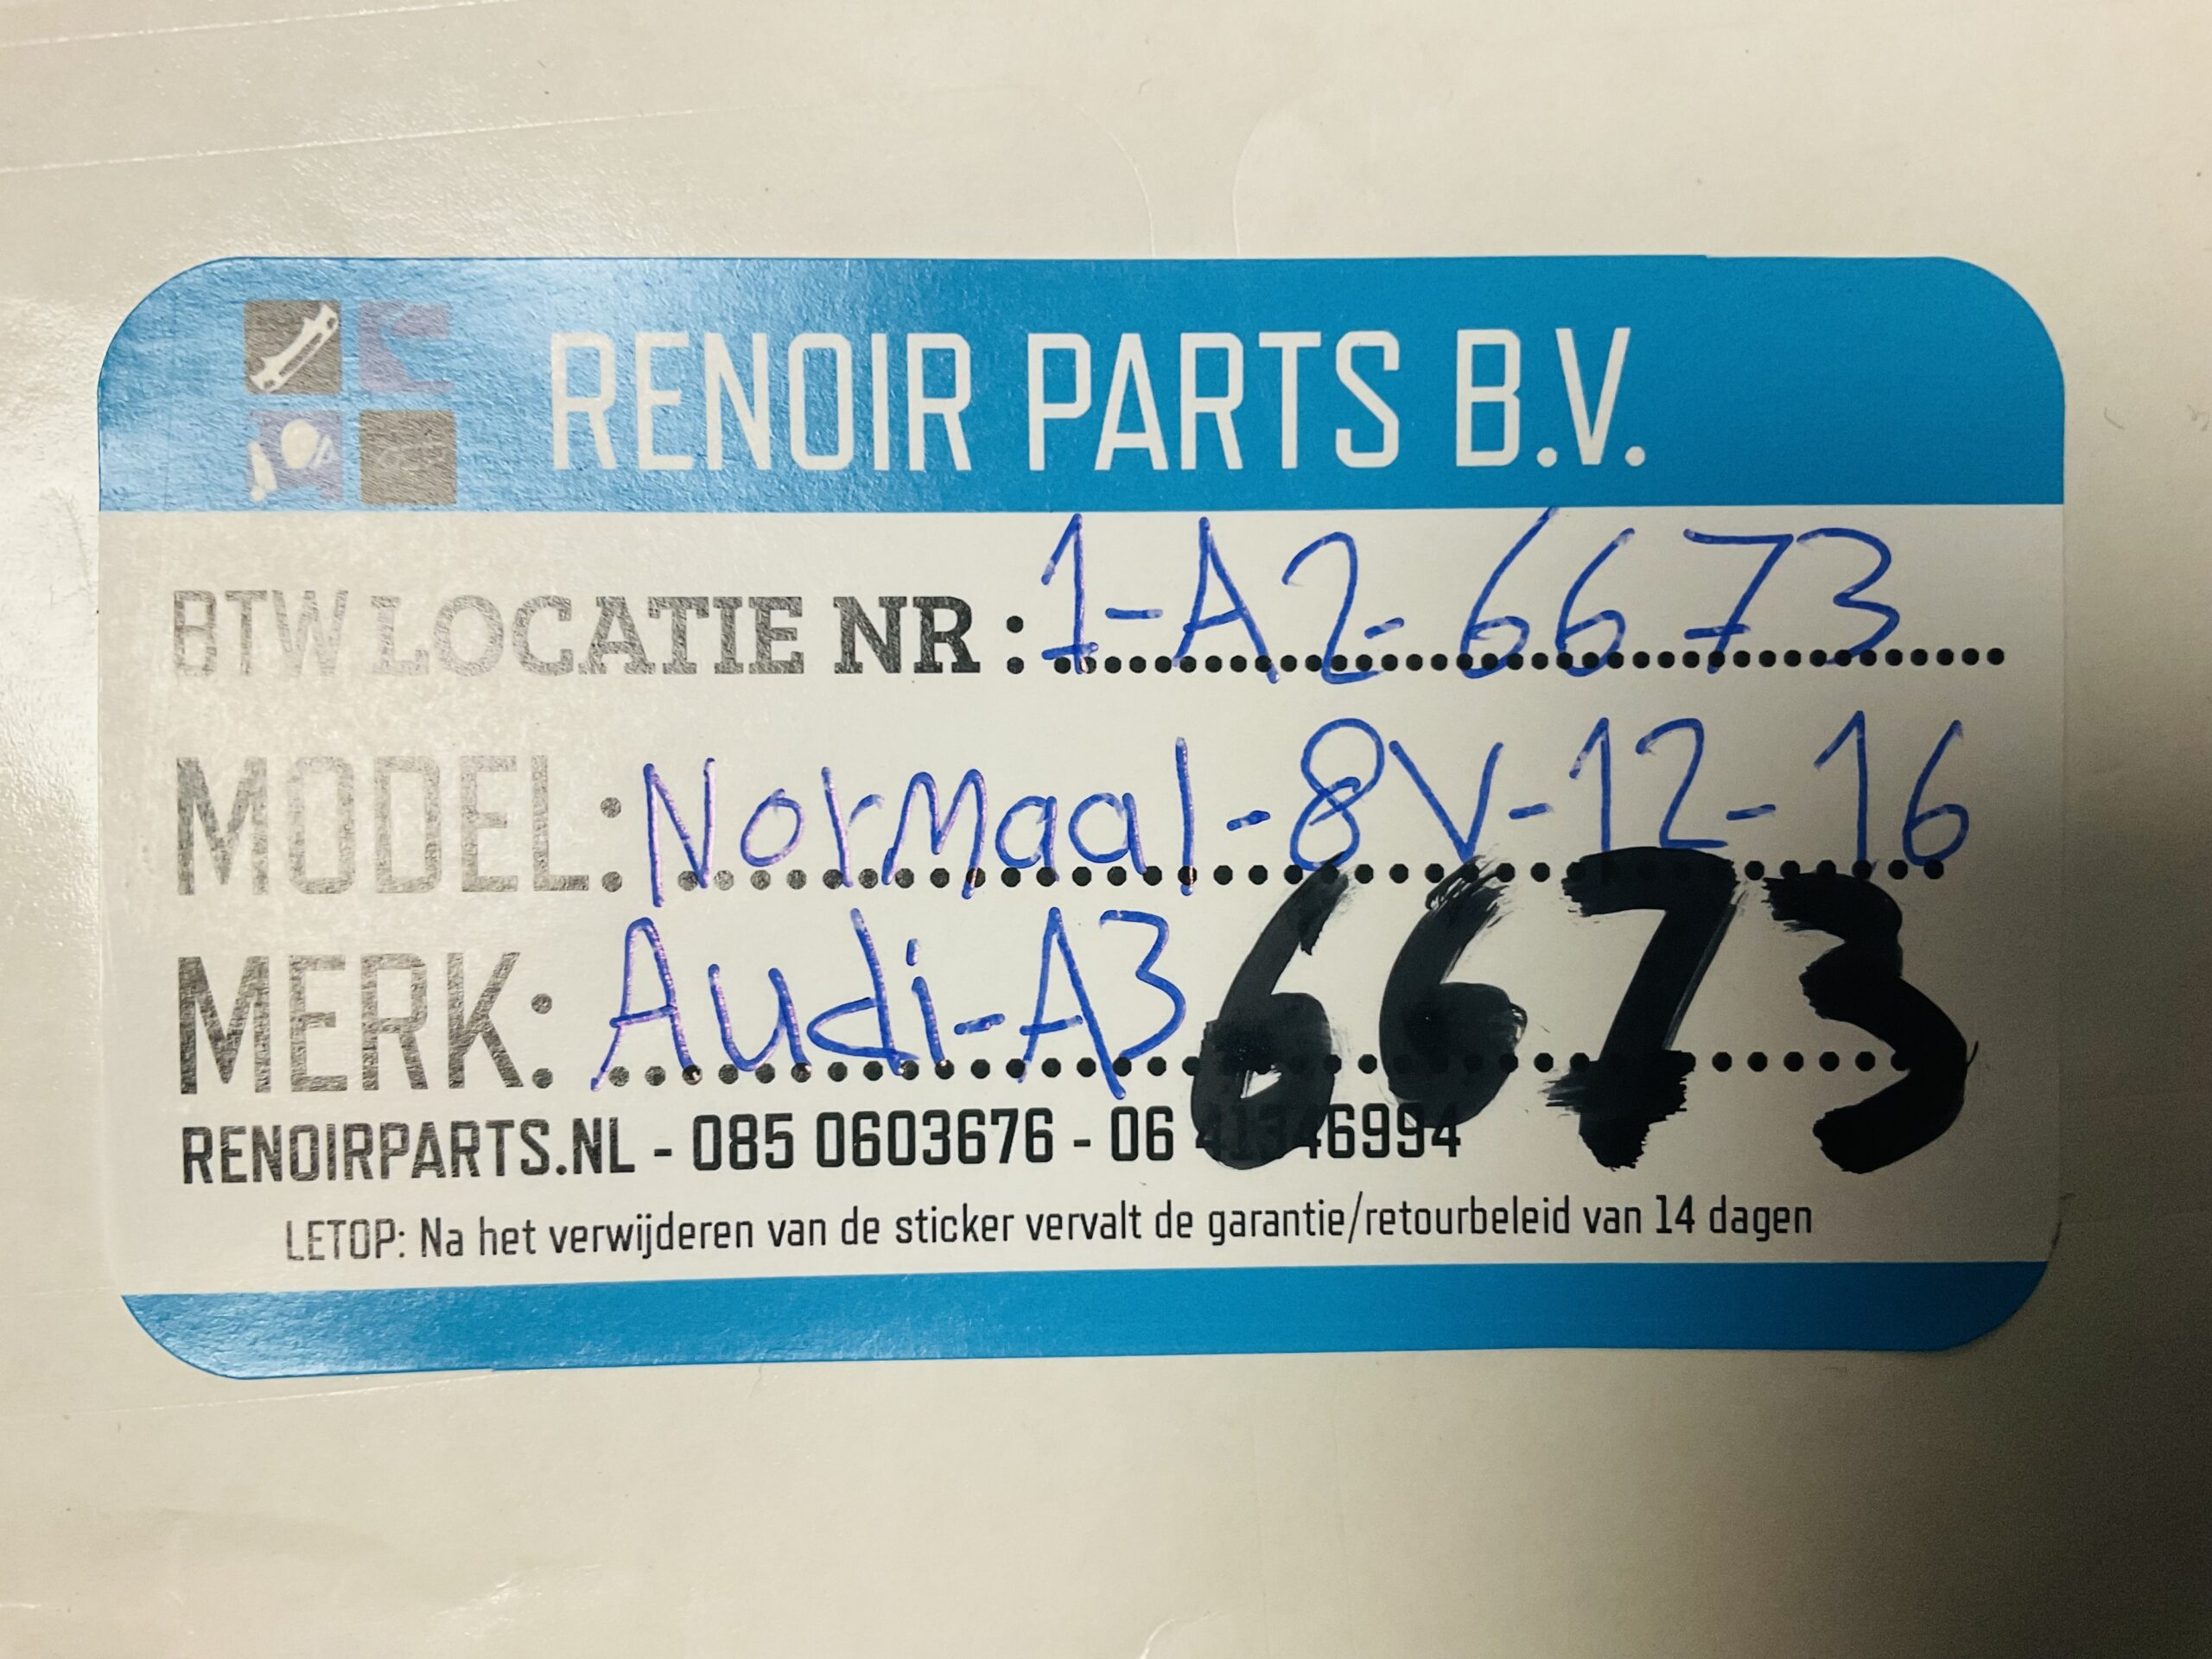 RENOIR PARTS B.V.
BTW LOCATIE NR : 1-A2-6673
MODEL: Normaal-8V-12-16
MERK: Audi-A3
6673
RENOIRPARTS.NL - 085 0603676 - 06 41346994
LETOP: Na het verwijderen van de sticker vervalt de garantie/retourbeleid van 14 dagen